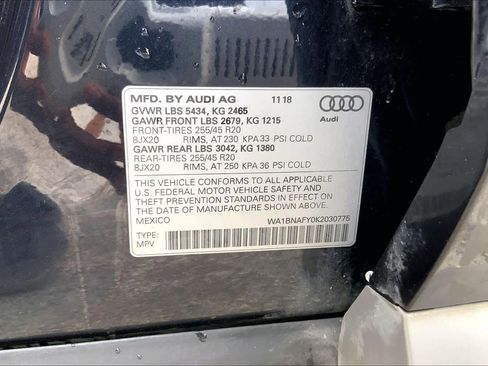 MFD. BY AUDI AG 11 18
GVWR LBS 5434, KG 2465
GAWR FRONT LBS 2679, KG 1215
FRONT-TIRES 255/45 R20
8JX20 RIMS, AT 230 KPA 33 PSI COLD
GAWR REAR LBS 3042, KG 1380
REAR-TIRES 255/45 R20
8JX20 RIMS, AT 250 KPA 36 PSI COLD
Audi
THIS VEHICLE CONFORMS TO ALL APPLICABLE
U.S. FEDERAL MOTOR VEHICLE SAFETY AND
THEFT PREVENTION STANDARDS IN EFFECT ON
THE DATE OF MANUFACTURE SHOWN ABOVE.
MEXICO WA1BNAFY0K2030775
TYPE:
MPV